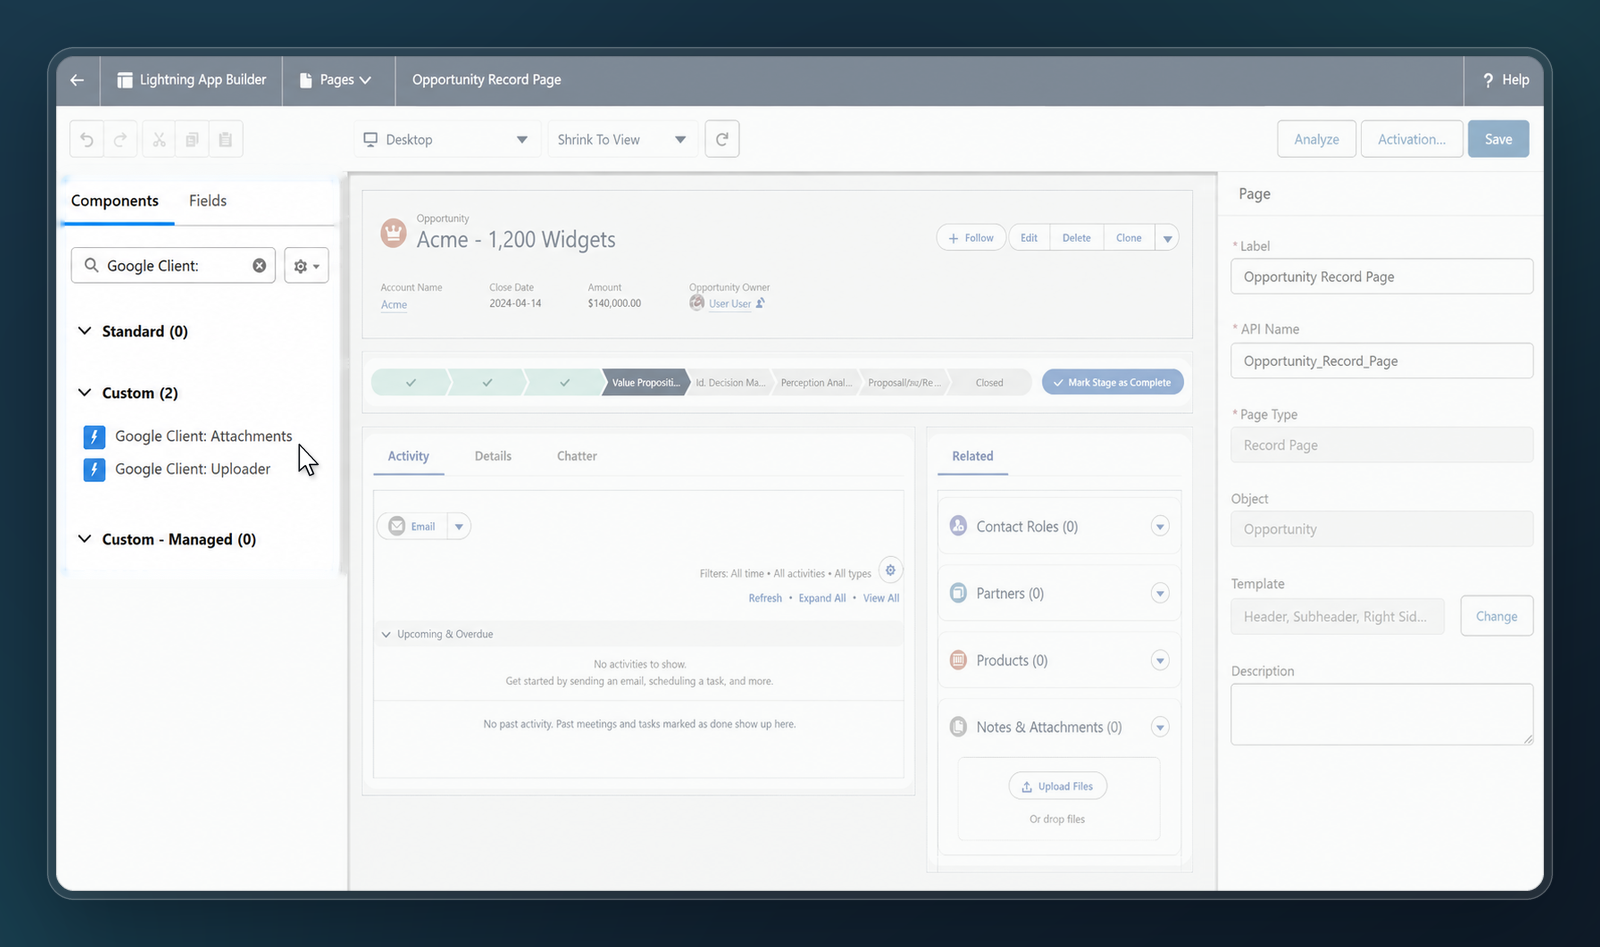 Lightning App Builder
Pages
Opportunity Record Page
? Help
Desktop
Shrink To View
Analyze
Activation...
Save
Components
Fields
Google Client:
Standard (0)
Custom (2)
Google Client: Attachments
Google Client: Uploader
Custom - Managed (0)
Opportunity
Acme - 1,200 Widgets
+ Follow
Edit
Delete
Clone
Account Name
Close Date
Amount
Opportunity Owner
Acme
2024-04-14
$140,000.00
User User
Value Propositi...
Id. Decision Ma...
Perception Anal...
Closed
Mark Stage as Complete
Activity
Details
Chatter
Email
Filters: All time • All activities • All types
Refresh • Expand All • View All
Upcoming & Overdue
No activities to show.
Get started by sending an email, scheduling a task, and more.
No past activity. Past meetings and tasks marked as done show up here.
Related
Contact Roles (0)
Partners (0)
Products (0)
Notes & Attachments (0)
Upload Files
Or drop files
Page
* Label
Opportunity Record Page
* API Name
Opportunity_Record_Page
* Page Type
Record Page
Object
Opportunity
Template
Header, Subheader, Right Sid...
Change
Description